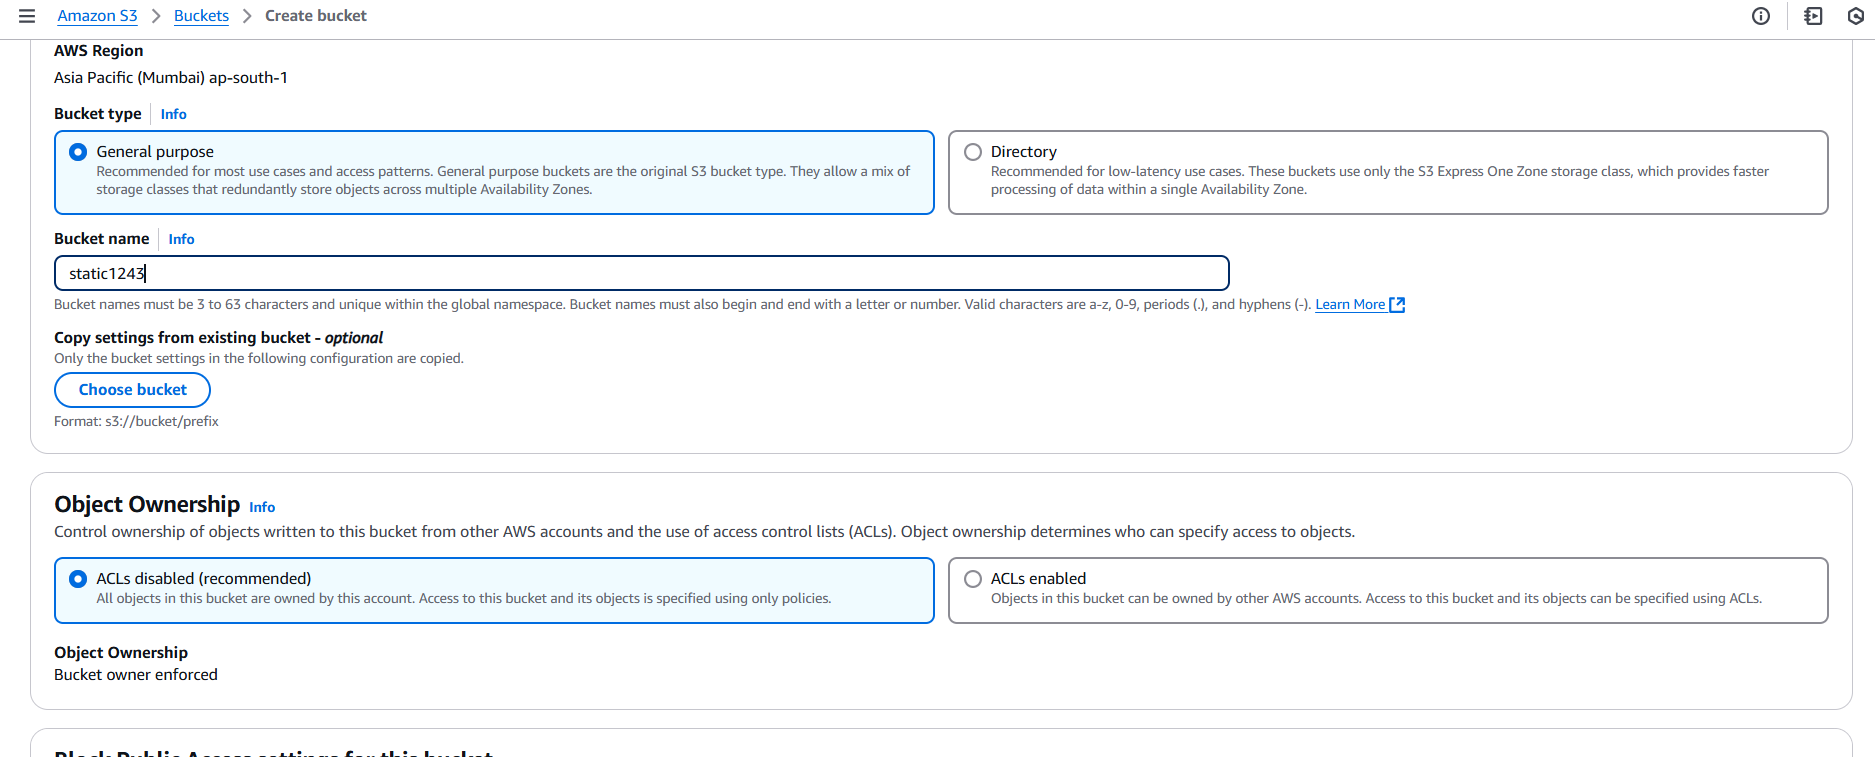 Amazon S3 > Buckets > Create bucket
AWS Region
Asia Pacific (Mumbai) ap-south-1
Bucket type Info
General purpose
Recommended for most use cases and access patterns. General purpose buckets are the original S3 bucket type. They allow a mix of
storage classes that redundantly store objects across multiple Availability Zones.
Directory
Recommended for low-latency use cases. These buckets use only the S3 Express One Zone storage class, which provides faster
processing of data within a single Availability Zone.
Bucket name Info
static1243
Bucket names must be 3 to 63 characters and unique within the global namespace. Bucket names must also begin and end with a letter or number. Valid characters are a-z, 0-9, periods (.), and hyphens (-). Learn More
Copy settings from existing bucket - optional
Only the bucket settings in the following configuration are copied.
Choose bucket
Format: s3://bucket/prefix
Object Ownership Info
Control ownership of objects written to this bucket from other AWS accounts and the use of access control lists (ACLs). Object ownership determines who can specify access to objects.
ACLs disabled (recommended)
All objects in this bucket are owned by this account. Access to this bucket and its objects is specified using only policies.
ACLs enabled
Objects in this bucket can be owned by other AWS accounts. Access to this bucket and its objects can be specified using ACLs.
Object Ownership
Bucket owner enforced
Block Public Access settings for this bucket